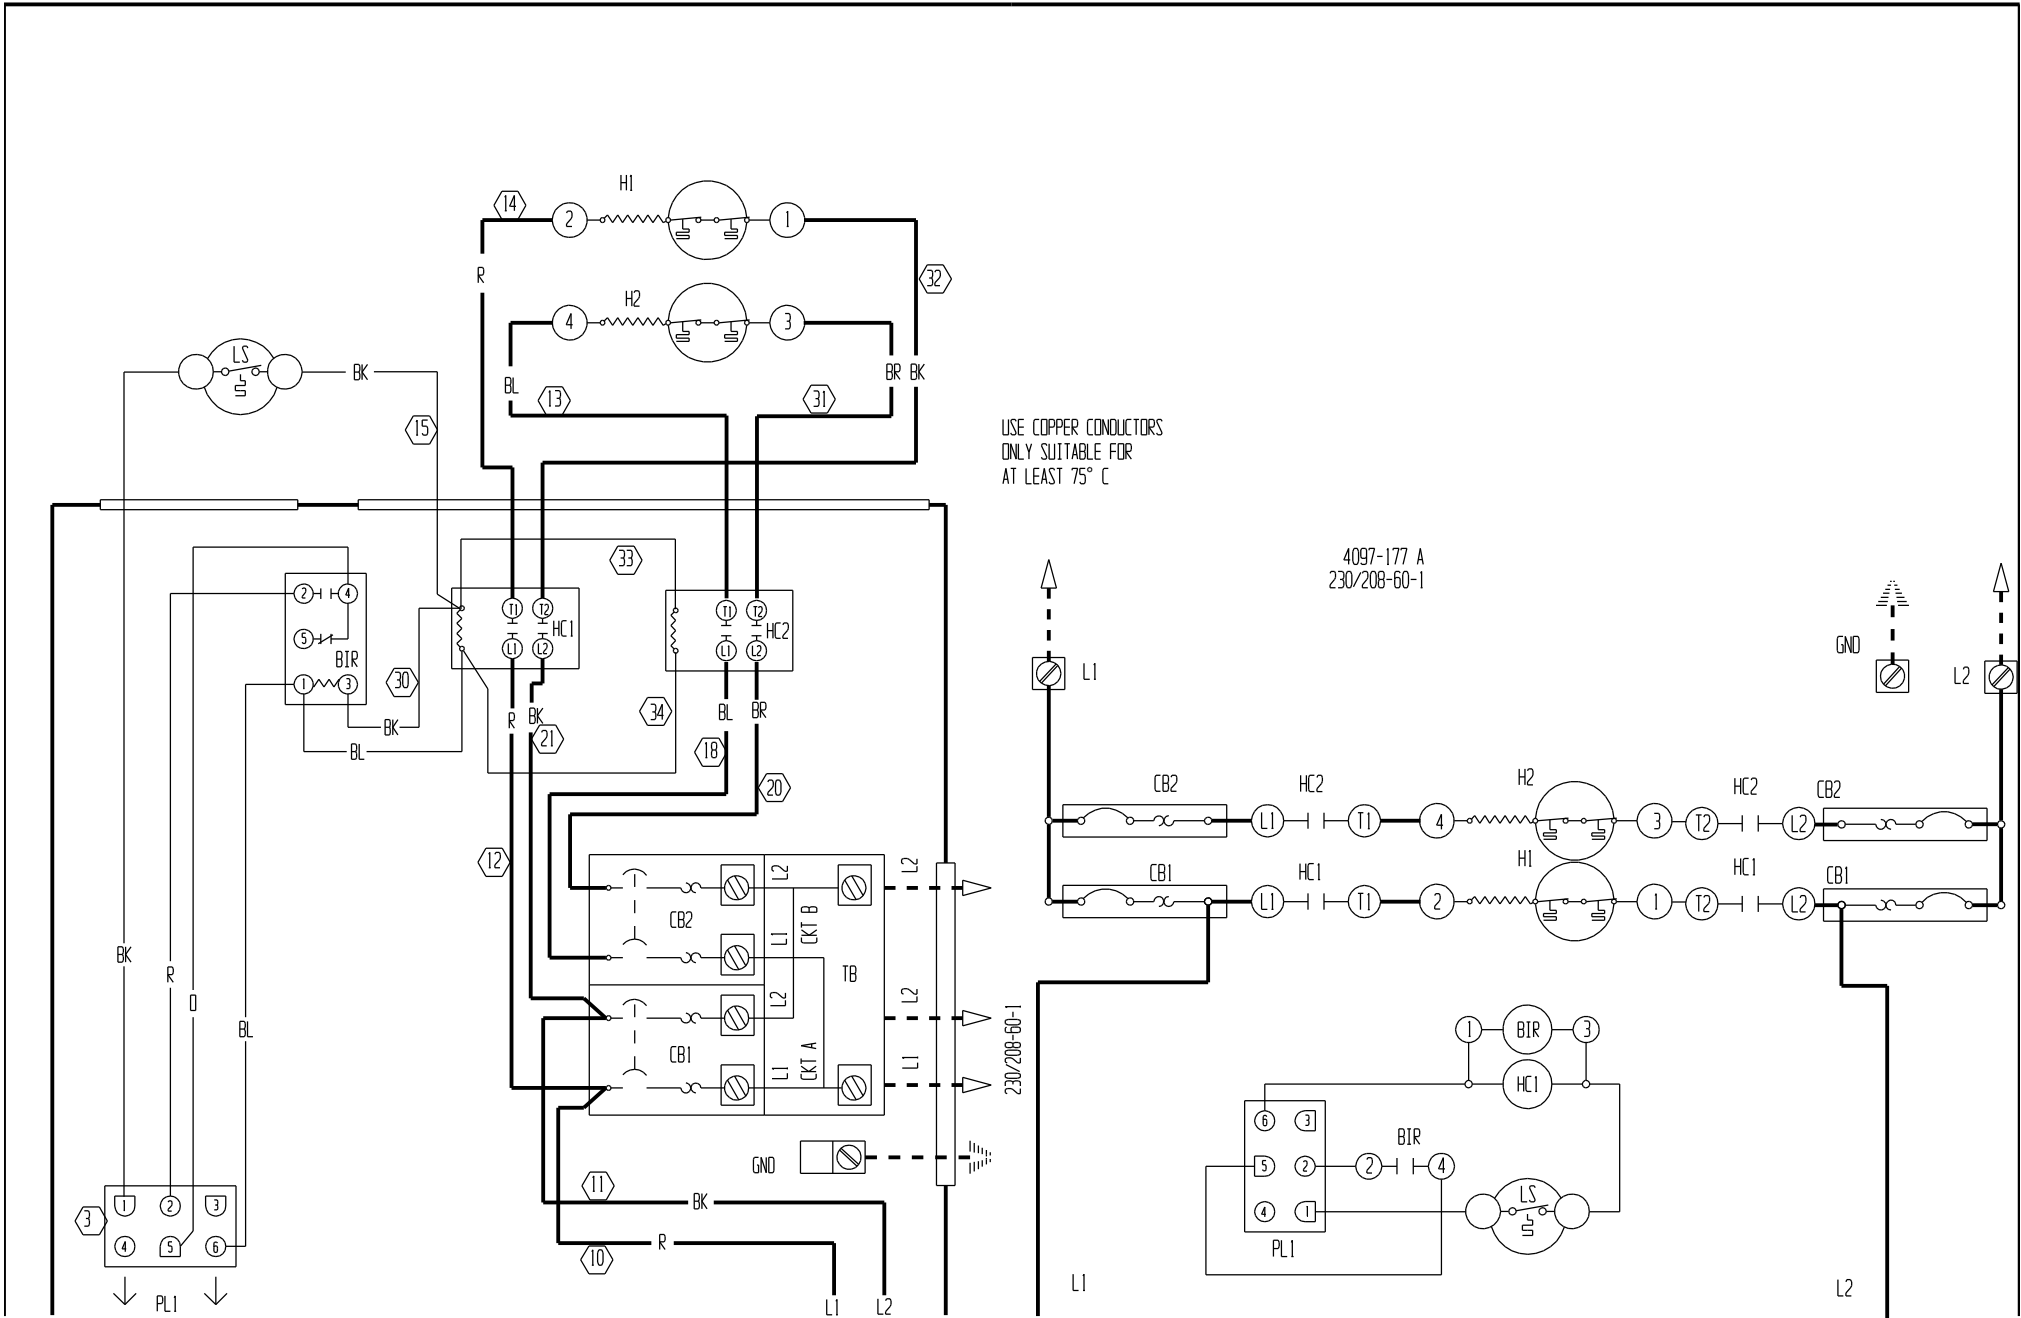 H1
14
2
1
R
32
H2
4
3
LS
BK
BL
13
31
BR
BK
15
USE COPPER CONDUCTORS
ONLY SUITABLE FOR
AT LEAST 75° C
33
2
4
5
BIR
1
3
30
BK
BL
T1
T2
HC1
L1
L2
T1
T2
HC2
L1
L2
34
R
BK
21
BL
BR
18
20
12
CB2
L2
L1
CKT B
TB
L2
CB1
L2
L1
CKT A
L2
L1
230/208-60-1
GND
BK
R
O
BL
11
BK
10
R
L1
L2
3
1
2
3
4
5
6
PL1
4097-177 A
230/208-60-1
L1
GND
L2
CB2
L1
HC2
T1
4
H2
3
T2
HC2
L2
CB2
CB1
L1
HC1
T1
2
H1
1
T2
HC1
L2
CB1
1
BIR
3
HC1
6
3
5
2
4
1
PL1
2
BIR
4
LS
L1
L2